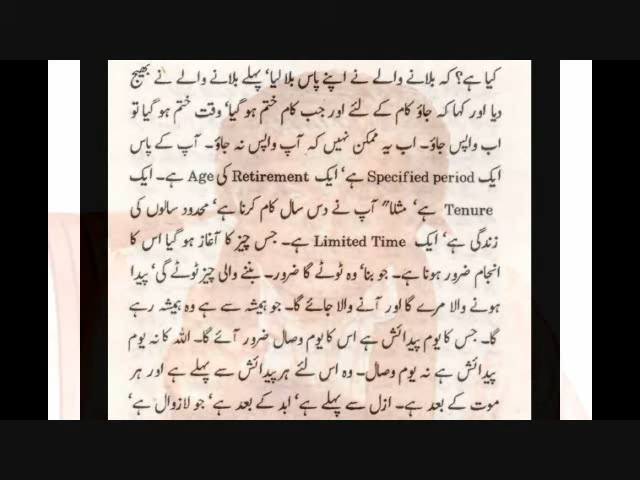 کیا ہے؟ کہ بلانے والے نے اپنے پاس بلا لیا‘ پہلے بلانے والے نے بھیج
دیا اور کہا کہ جاؤ کام کے لئے اور جب کام ختم ہو گیا‘ وقت ختم ہو گیا تو
اب واپس جاؤ۔ اب یہ ممکن نہیں کہ آپ واپس نہ جاؤ۔ آپ کے پاس
ایک Specified period ہے‘ ایک Retirement کی Age ہے۔ ایک
Tenure ہے‘ مثلا" آپ نے دس سال کام کرنا ہے‘ محدود سالوں کی
زندگی ہے‘ ایک Limited Time ہے۔ جس چیز کا آغاز ہو گیا اس کا
انجام ضرور ہونا ہے۔ جو بنا‘ وہ ٹوٹے گا ضرور۔ بننے والی چیز ٹوٹے گی‘ پیدا
ہونے والا مرے گا اور آنے والا جائے گا۔ جو ہمیشہ سے ہے وہ ہمیشہ رہے
گا۔ جس کا یوم پیدائش ہے اس کا یوم وصال ضرور آئے گا۔ اللہ کا نہ یوم
پیدائش ہے نہ یوم وصال۔ وہ اس لئے ہر پیدائش سے پہلے ہے اور ہر
موت کے بعد ہے۔ ازل سے پہلے ہے‘ ابد کے بعد ہے‘ جو لازوال ہے‘